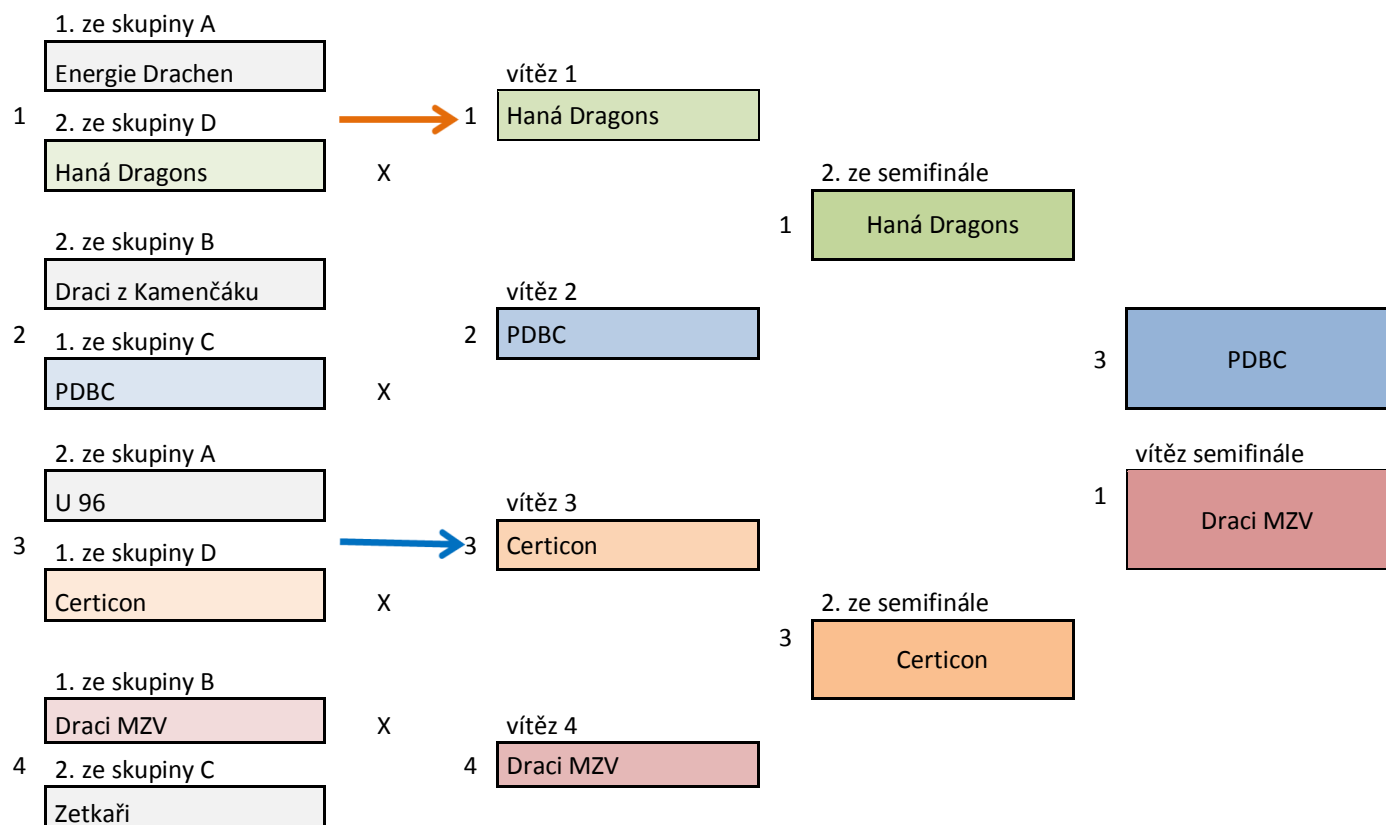 1. ze skupiny A
Energie Drachen
1
2. ze skupiny D
Haná Dragons
X
2. ze skupiny B
Draci z Kamenčáku
2
1. ze skupiny C
PDBC
X
2. ze skupiny A
U 96
3
1. ze skupiny D
Certicon
X
1. ze skupiny B
Draci MZV
X
4
2. ze skupiny C
Zetkaři
vítěz 1
1
Haná Dragons
vítěz 2
2
PDBC
vítěz 3
3
Certicon
vítěz 4
4
Draci MZV
2. ze semifinále
1
Haná Dragons
2. ze semifinále
3
Certicon
3
PDBC
vítěz semifinále
1
Draci MZV